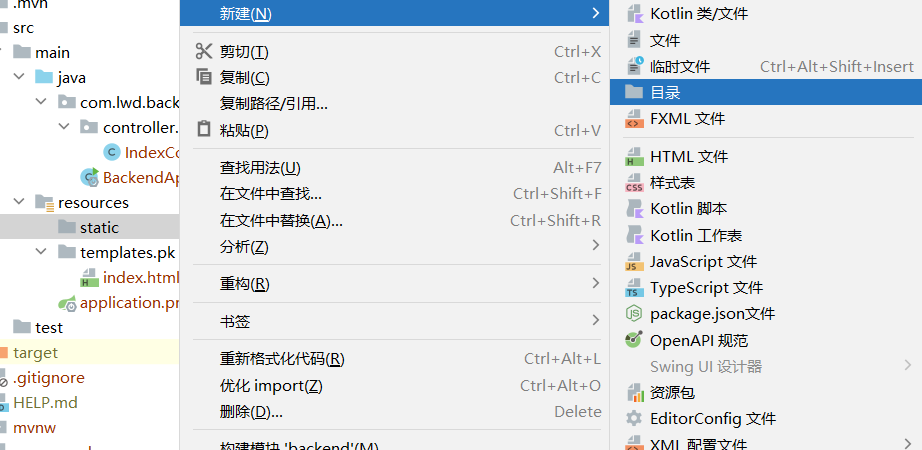 .mvn
src
main
java
com.lwd.back
controller.
IndexCo
BackendAp
resources
static
templates.pk
index.html
application.pr
test
target
.gitignore
HELP.md
mvnw
新建(N)
剪切(T) Ctrl+X
复制(C) Ctrl+C
复制路径/引用...
粘贴(P) Ctrl+V
查找用法(U) Alt+F7
在文件中查找... Ctrl+Shift+F
在文件中替换(A)... Ctrl+Shift+R
分析(Z)
重构(R)
书签
重新格式化代码(R) Ctrl+Alt+L
优化 import(Z) Ctrl+Alt+O
删除(D)... Delete
构建模块 'backend'(M)
Kotlin 类/文件
文件
临时文件 Ctrl+Alt+Shift+Insert
目录
FXML 文件
HTML 文件
样式表
Kotlin 脚本
Kotlin 工作表
JavaScript 文件
TypeScript 文件
package.json文件
OpenAPI 规范
Swing UI 设计器
资源包
EditorConfig 文件
XML 配置文件